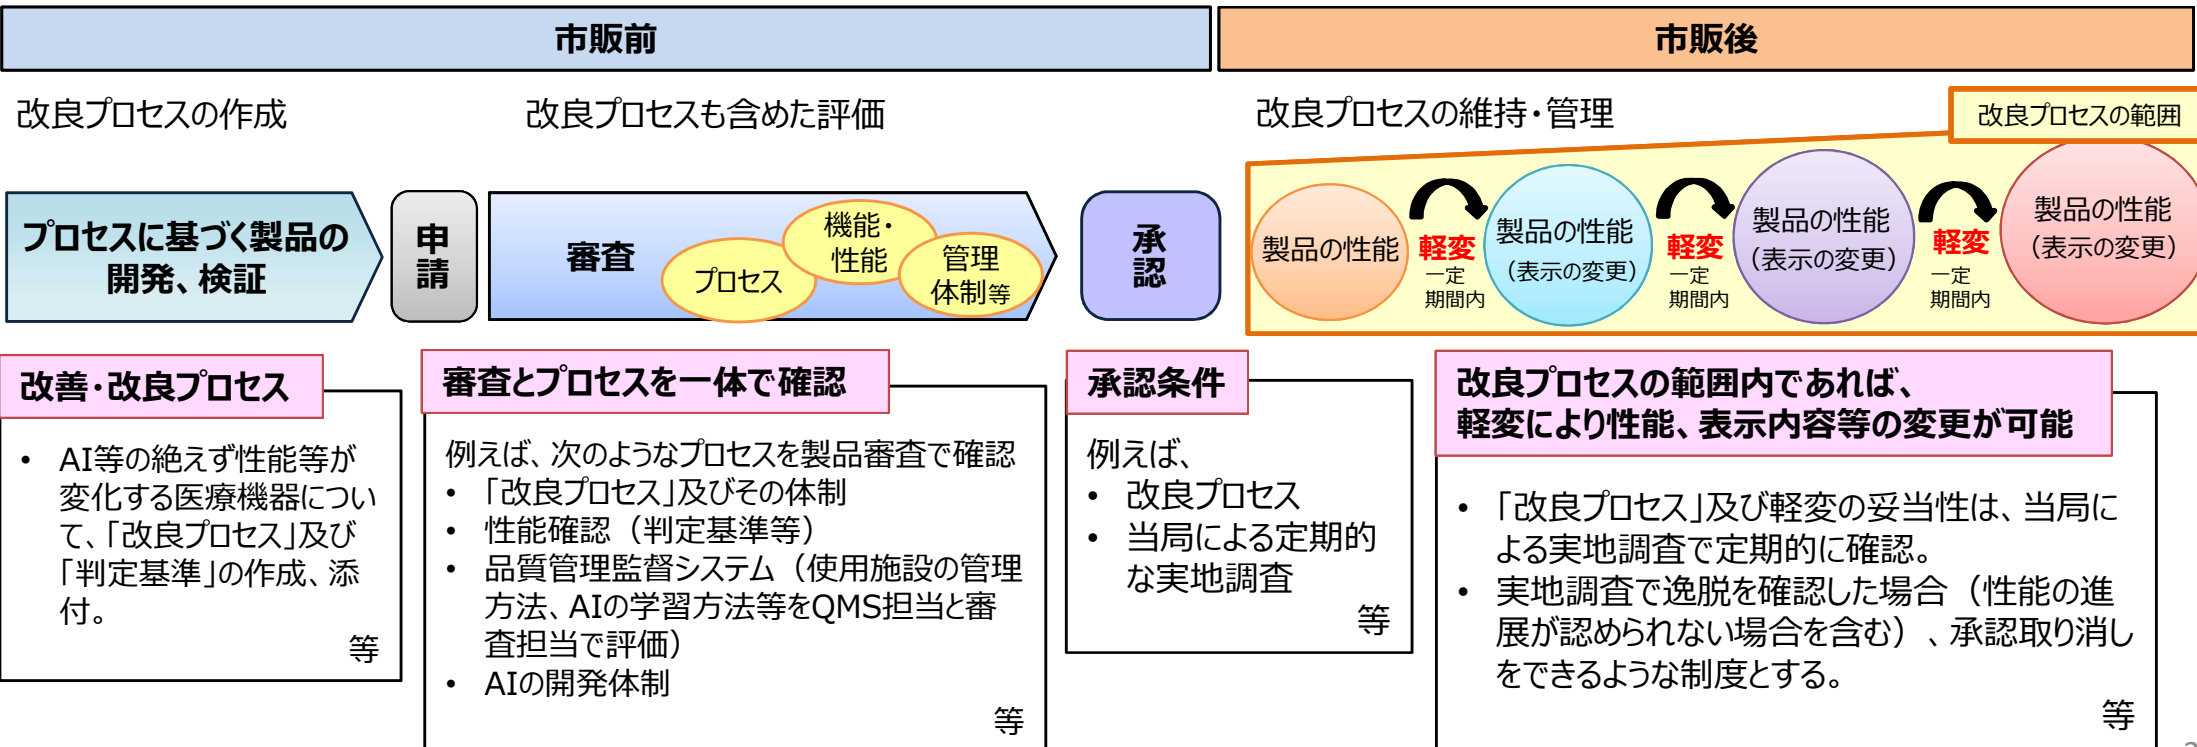 市販前
市販後
改良プロセスの作成
改良プロセスも含めた評価
改良プロセスの維持・管理
改良プロセスの範囲
プロセスに基づく製品の
開発、検証
申
請
審査
プロセス
機能・
性能
管理
体制等
承
認
製品の性能
軽変
一定
期間内
製品の性能
（表示の変更）
軽変
一定
期間内
製品の性能
（表示の変更）
軽変
一定
期間内
製品の性能
（表示の変更）
改善・改良プロセス
• AI等の絶えず性能等が
変化する医療機器につい
て、「改良プロセス」及び
「判定基準」の作成、添
付。
等
審査とプロセスを一体で確認
例えば、次のようなプロセスを製品審査で確認
• 「改良プロセス」及びその体制
• 性能確認（判定基準等）
• 品質管理監督システム（使用施設の管理
方法、AIの学習方法等をQMS担当と審
査担当で評価）
• AIの開発体制
等
承認条件
例えば、
• 改良プロセス
• 当局による定期的
な実地調査
等
改良プロセスの範囲内であれば、
軽変により性能、表示内容等の変更が可能
• 「改良プロセス」及び軽変の妥当性は、当局に
よる実地調査で定期的に確認。
• 実地調査で逸脱を確認した場合（性能の進
展が認められない場合を含む）、承認取り消し
をできるような制度とする。
等